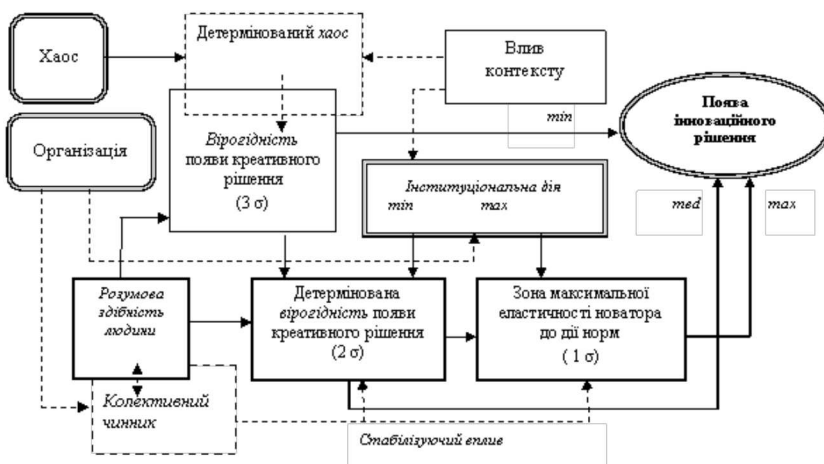 Хаос
Детермінований хаос
Влив
контексту
Поява
інноваційного
рішення
min
Організація
Вірогідність
появи креативного
рішення
(3 σ)
Інституціональна дія
min max
med
max
Розумова
здібність
людини
Детермінована
вірогідність появи
креативного рішення
(2 σ)
Зона максимальної
еластичності новатора
до дії норм
( 1 σ)
Колективний
чинник
Стабілізуючий вплив